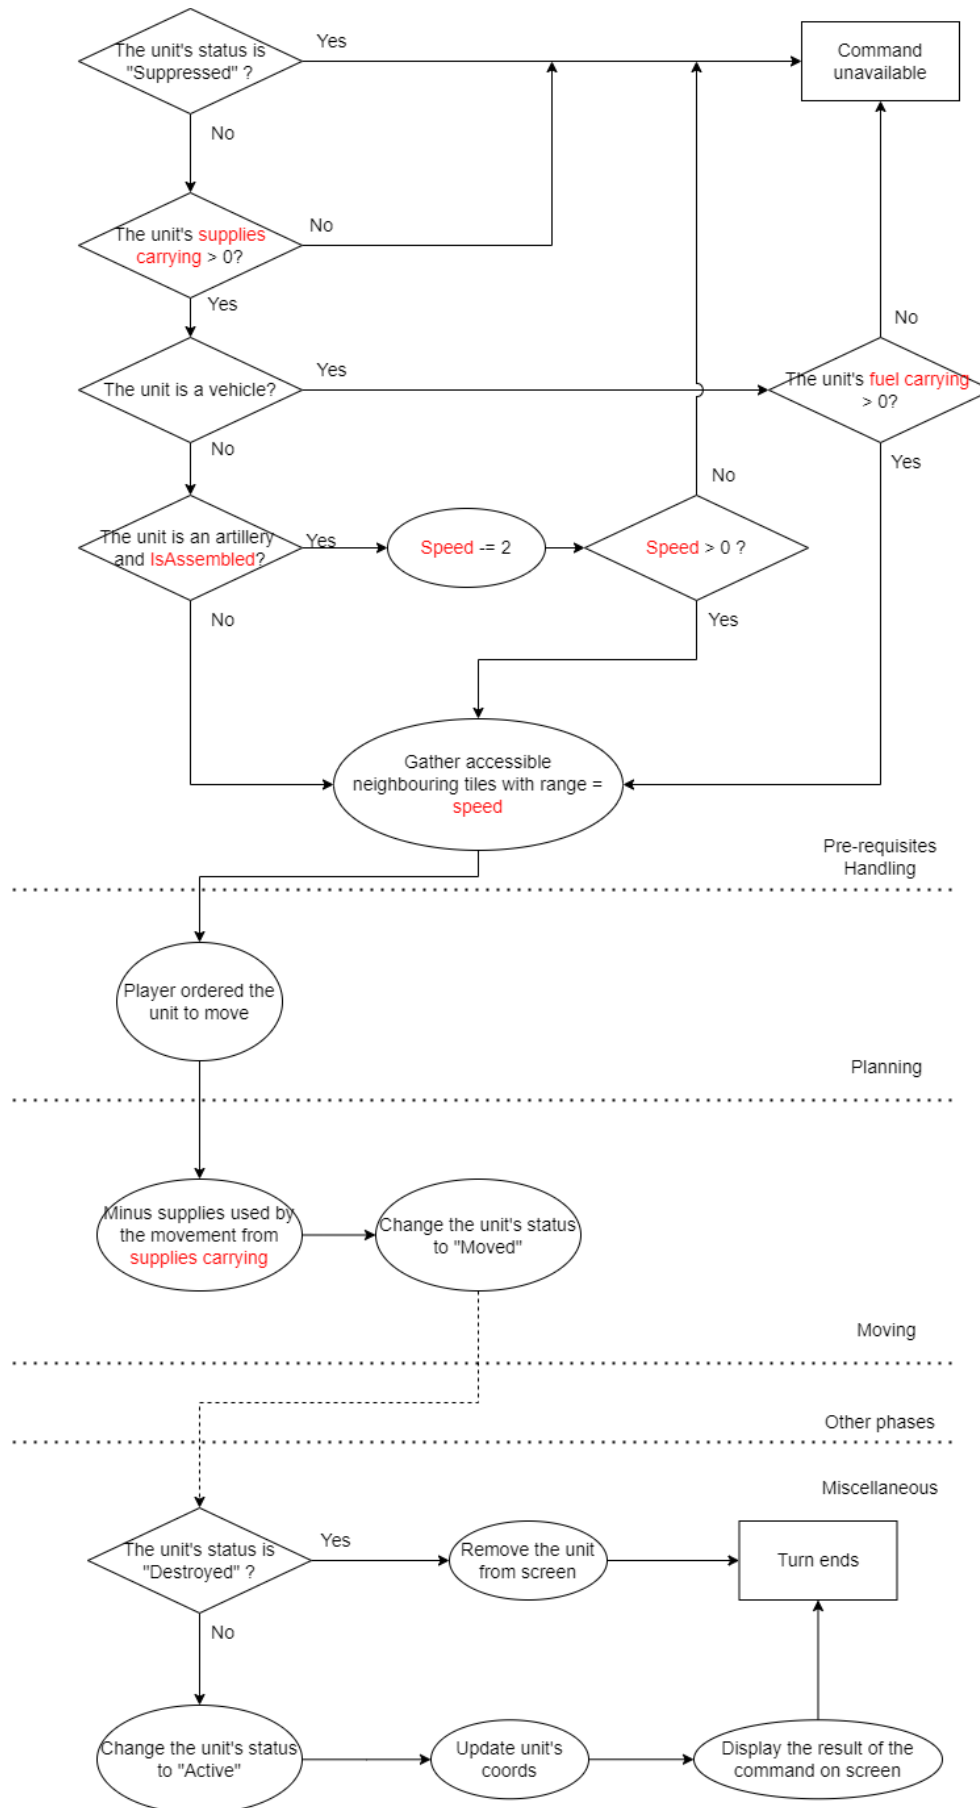 The unit's status is
"Suppressed" ?
Yes
Command
unavailable
No
The unit's supplies
carrying > 0?
No
Yes
The unit is a vehicle?
Yes
No
The unit's fuel carrying
> 0?
No
Yes
The unit is an artillery
and IsAssembled?
Yes
Speed -= 2
Speed > 0 ?
No
Yes
No
Gather accessible
neighbouring tiles with range =
speed
Pre-requisites
Handling
Player ordered the
unit to move
Planning
Minus supplies used by
the movement from
supplies carrying
Change the unit's status
to "Moved"
Moving
Other phases
Miscellaneous
The unit's status is
"Destroyed" ?
Yes
Remove the unit
from screen
Turn ends
No
Change the unit's status
to "Active"
Update unit's
coords
Display the result of the
command on screen